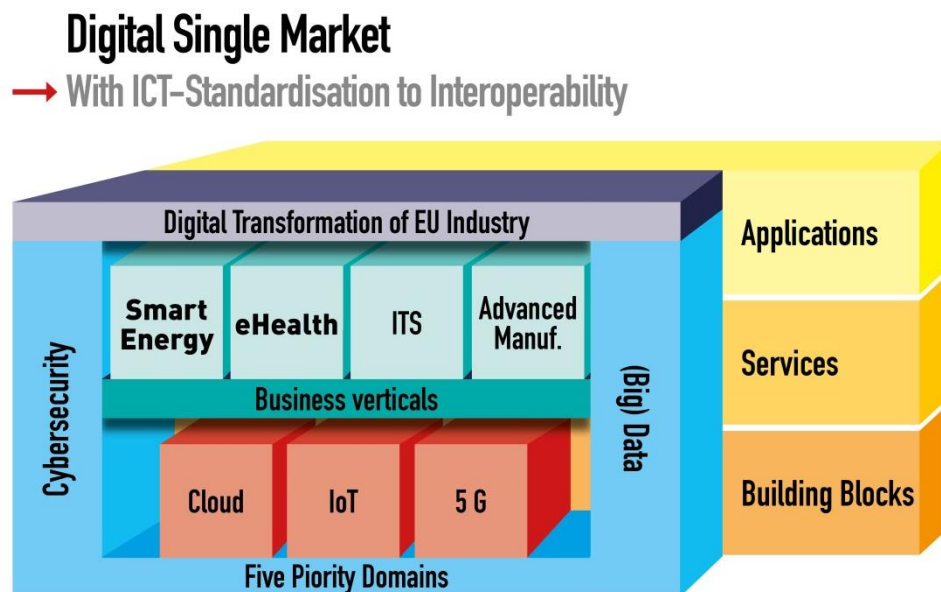 Digital Single Market
With ICT-Standardisation to Interoperability
Digital Transformation of EU Industry
Applications
Smart
Energy
eHealth
ITS
Advanced
Manuf.
Services
Business verticals
Cybersecurity
(Big) Data
Cloud
IoT
5 G
Building Blocks
Five Piority Domains